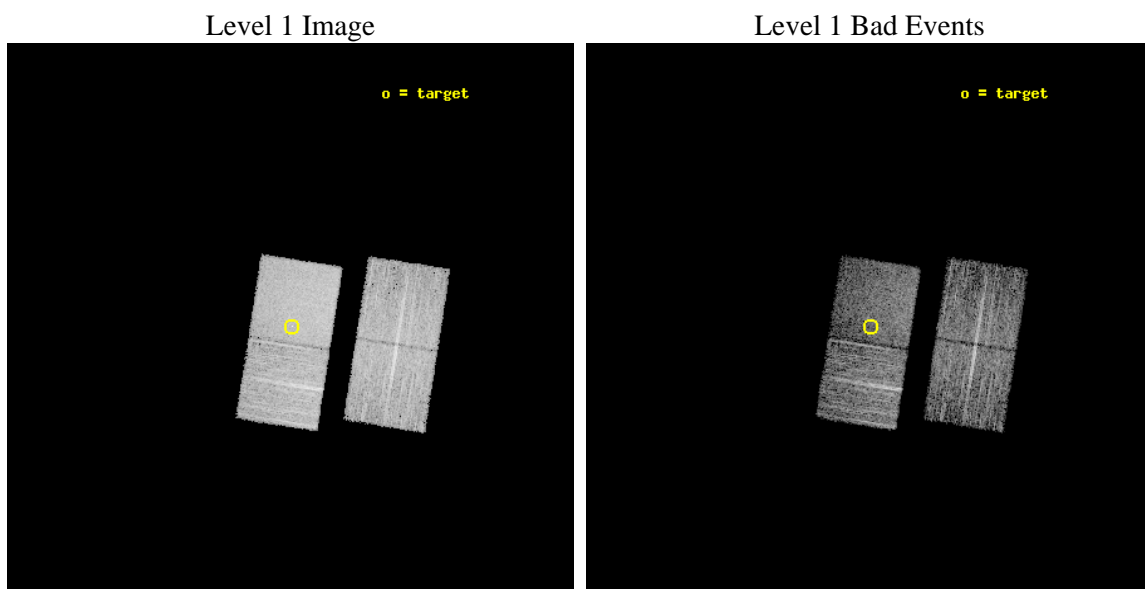 Level 1 Image
Level 1 Bad Events
o = target
o = target